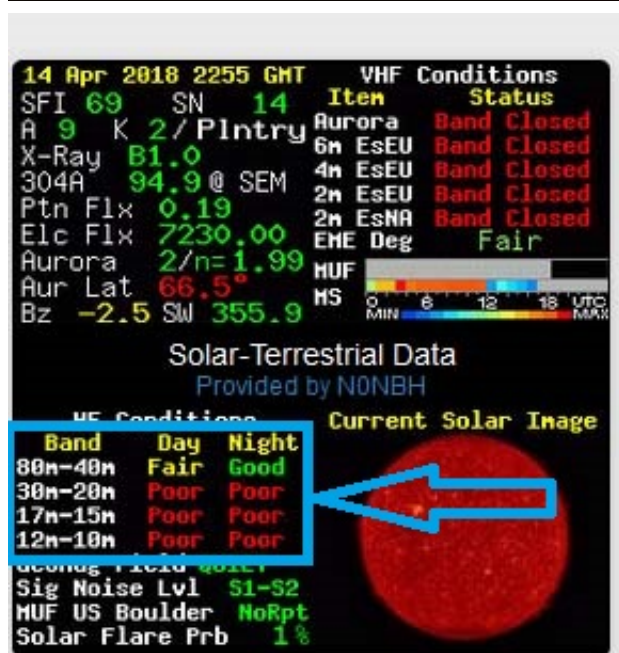 14 Apr 2018 2255 GMT
SFI 69 SN 14
A 9 K 2/Plntry
X-Ray B1.0
304A 94.9 @ SEM
Ptn Flx 0.19
Elc Flx 7230.00
Aurora 2/n=1.99
Aur Lat 66.5°
Bz -2.5 SW 355.9
VHF Conditions
Item Status
Aurora Band Closed
6m EsEU Band Closed
4m EsEU Band Closed
2m EsEU Band Closed
2m EsNA Band Closed
EME Deg Fair
MUF
MS 0 6 12 18 UTC
MIN MAX
Solar-Terrestrial Data
Provided by N0NBH
HF Conditions
Band Day Night
80m-40m Fair Good
30m-20m Poor Poor
17m-15m Poor Poor
12m-10m Poor Poor
Geomag Field QUIET
Sig Noise Lvl S1-S2
MUF US Boulder NoRpt
Solar Flare Prb 1%
Current Solar Image